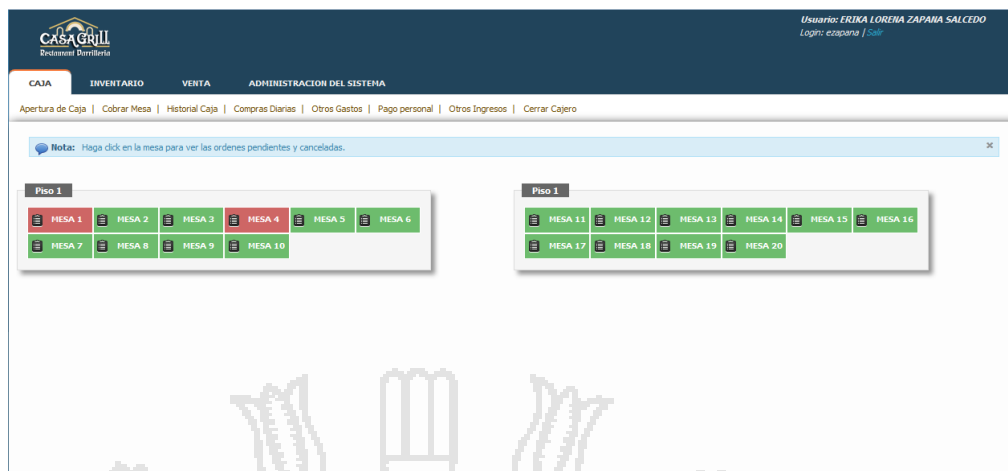 CASA GRILL
Restaurant Parrilleria
Usuario: ERIKA LORENA ZAPANA SALCEDO
Login: ezapana | Salir
CAJA INVENTARIO VENTA ADMINISTRACION DEL SISTEMA
Apertura de Caja | Cobrar Mesa | Historial Caja | Compras Diarias | Otros Gastos | Pago personal | Otros Ingresos | Cerrar Cajero
Nota: Haga click en la mesa para ver las ordenes pendientes y canceladas.
Piso 1
MESA 1 MESA 2 MESA 3 MESA 4 MESA 5 MESA 6
MESA 7 MESA 8 MESA 9 MESA 10
Piso 1
MESA 11 MESA 12 MESA 13 MESA 14 MESA 15 MESA 16
MESA 17 MESA 18 MESA 19 MESA 20